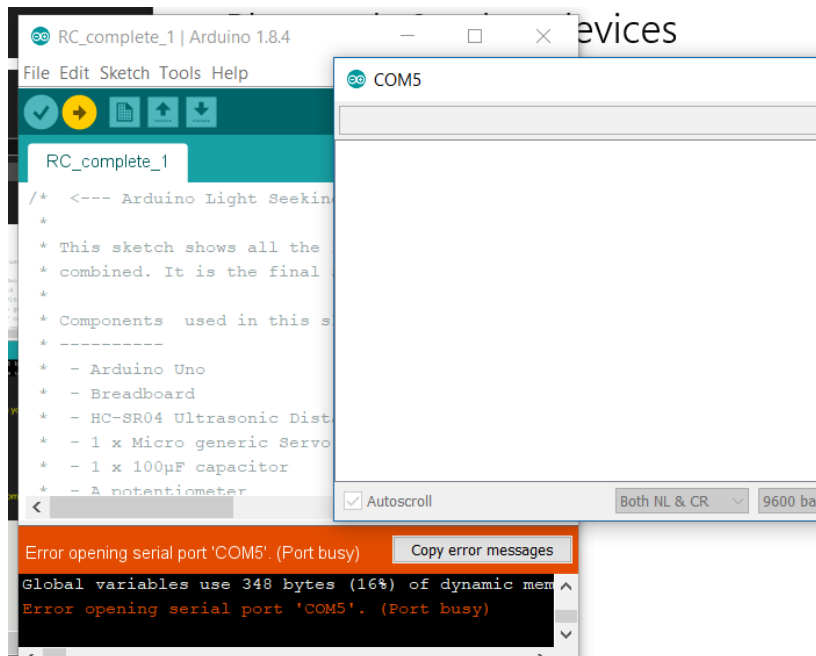 evices
RC_complete_1 | Arduino 1.8.4
File Edit Sketch Tools Help
RC_complete_1
/* <--- Arduino Light Seekin
*
* This sketch shows all the
* combined. It is the final
*
* Components used in this s
* ----------
* - Arduino Uno
* - Breadboard
* - HC-SR04 Ultrasonic Dist
* - 1 x Micro generic Servo
* - 1 x 100µF capacitor
* - A potentiometer
COM5
Autoscroll
Both NL & CR
9600 ba
Error opening serial port 'COM5'. (Port busy)
Copy error messages
Global variables use 348 bytes (16%) of dynamic mem
Error opening serial port 'COM5'. (Port busy)